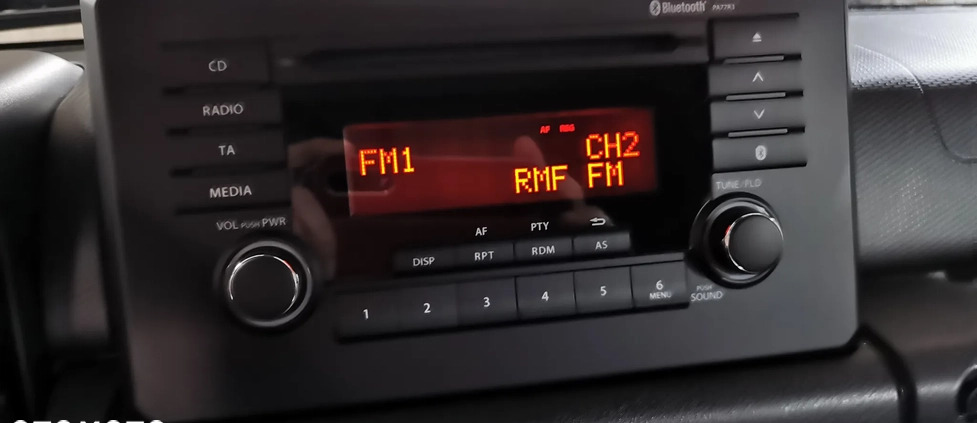 Bluetooth PA77R3
CD
RADIO
TA
MEDIA
VOL PUSH PWR
AF REG
FM1
CH2
RMF FM
AF
PTY
DISP
RPT
RDM
AS
1
2
3
4
5
6
MENU
TUNE/FLD
PUSH
SOUND